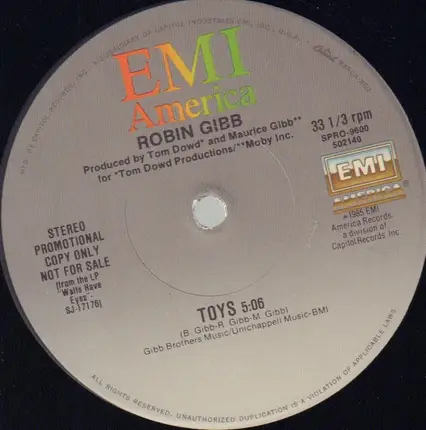 EMI
America
ROBIN GIBB
Produced by Tom Dowd* and Maurice Gibb**
for *Tom Dowd Productions/**Moby Inc.
33 1/3 rpm
SPRO-9600
502140
EMI
AMERICA
℗1985 EMI
America Records,
a division of
Capitol Records Inc
STEREO
PROMOTIONAL
COPY ONLY
NOT FOR SALE
(from the LP
"Walls Have
Eyes",
SJ-17176)
TOYS 5:06
(B. Gibb-R. Gibb-M. Gibb)
Gibb Brothers Music/Unichappell Music-BMI
ALL RIGHTS RESERVED. UNAUTHORIZED DUPLICATION IS A VIOLATION OF APPLICABLE LAWS